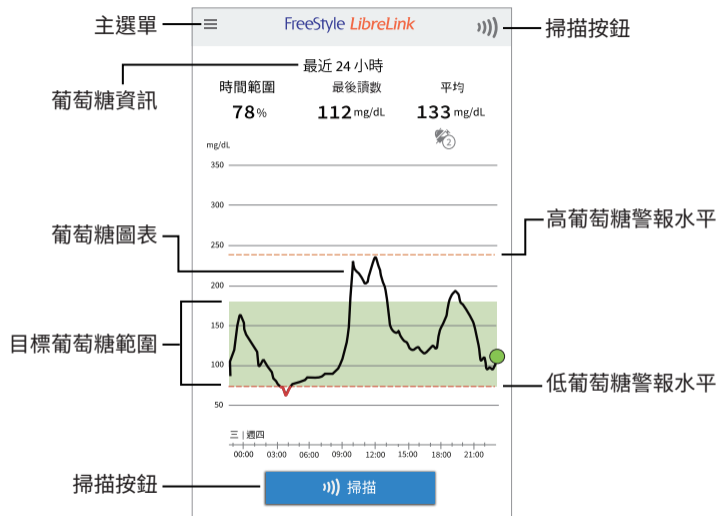 主選單
FreeStyle LibreLink
掃描按鈕
最近 24 小時
葡萄糖資訊
時間範圍
最後讀數
平均
78%
112 mg/dL
133 mg/dL
2
mg/dL
350
300
250
200
150
100
50
葡萄糖圖表
高葡萄糖警報水平
目標葡萄糖範圍
低葡萄糖警報水平
三 | 週四
00:00 03:00 06:00 09:00 12:00 15:00 18:00 21:00
掃描按鈕
掃描